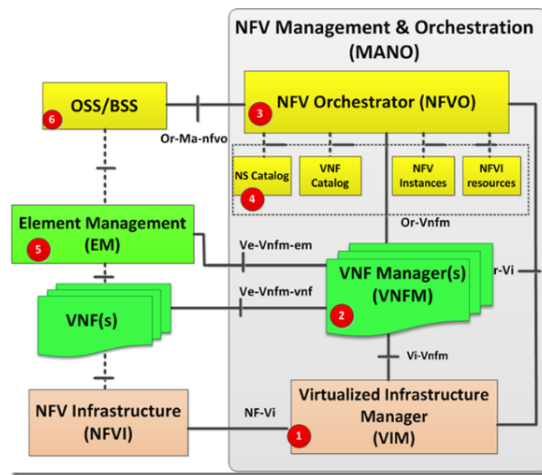 NFV Management & Orchestration
(MANO)
OSS/BSS
6
NFV Orchestrator (NFVO)
3
Or-Ma-nfvo
NS Catalog
4
VNF
Catalog
NFV
Instances
NFVI
resources
Or-Vnfm
Element Management
(EM)
5
Ve-Vnfm-em
VNF Manager(s)
(VNFM)
2
r-Vi
Ve-Vnfm-vnf
VNF(s)
Vi-Vnfm
NFV Infrastructure
(NFVI)
NF-Vi
Virtualized Infrastructure
Manager
(VIM)
1